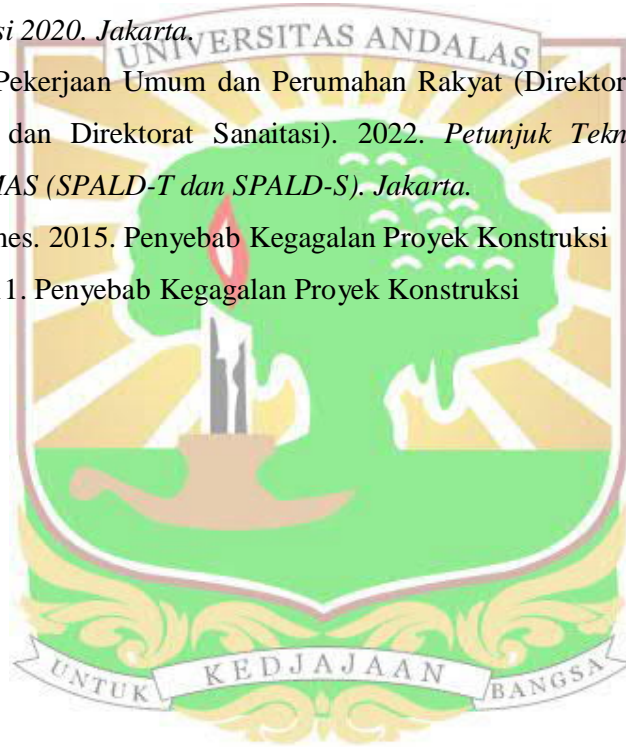 si 2020. Jakarta.
UNIVERSITAS ANDALAS
Pekerjaan Umum dan Perumahan Rakyat (Direktor
dan Direktorat Sanaitasi). 2022. Petunjuk Tekn
MAS (SPALD-T dan SPALD-S). Jakarta.
nes. 2015. Penyebab Kegagalan Proyek Konstruksi
11. Penyebab Kegagalan Proyek Konstruksi
UNTUK KEDJAJAAN BANGSA